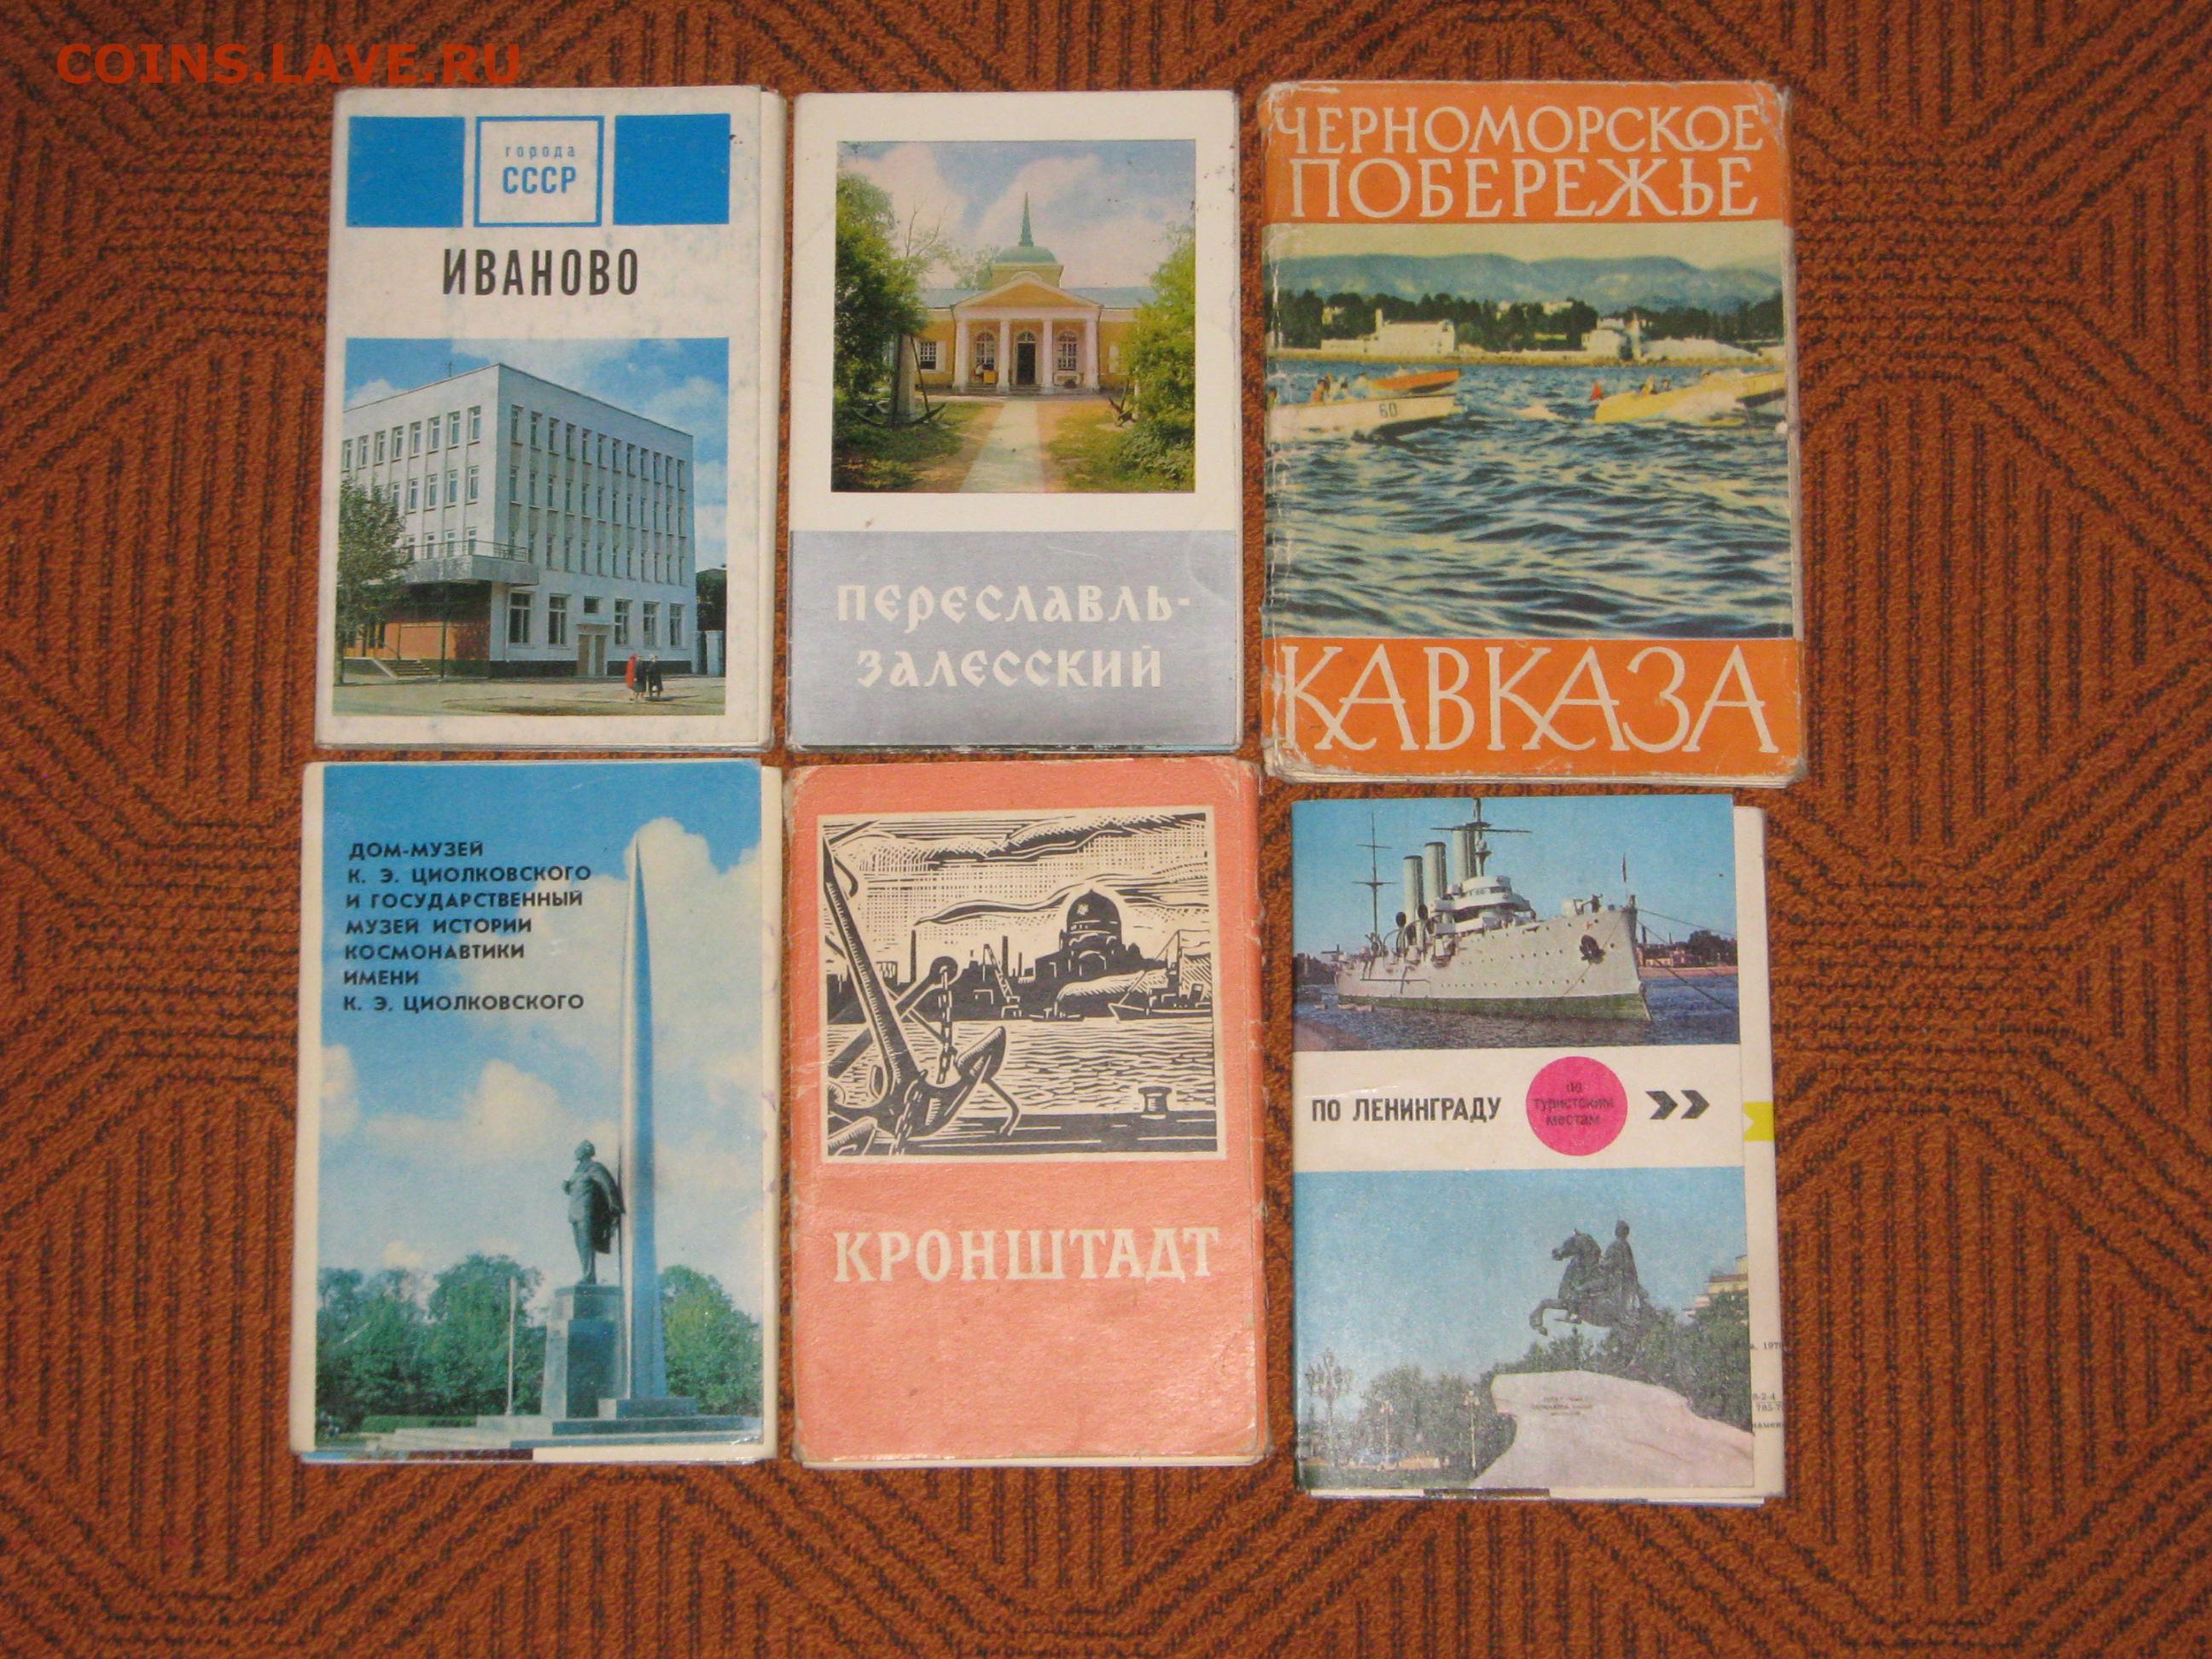 COINS.LAVE.RU
города
СССР
ИВАНОВО
ПЕРЕСЛАВЛЬ-
ЗАЛЕССКИЙ
ЧЕРНОМОРСКОЕ
ПОБЕРЕЖЬЕ
60
КАВКАЗА
ДОМ-МУЗЕЙ
К. Э. ЦИОЛКОВСКОГО
И ГОСУДАРСТВЕННЫЙ
МУЗЕЙ ИСТОРИИ
КОСМОНАВТИКИ
ИМЕНИ
К. Э. ЦИОЛКОВСКОГО
КРОНШТАДТ
ПО ЛЕНИНГРАДУ
по
туристским
местам